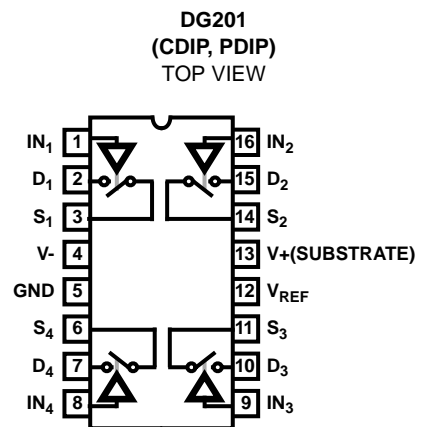 DG201
(CDIP, PDIP)
TOP VIEW
IN₁ 1 16 IN₂
D₁ 2 15 D₂
S₁ 3 14 S₂
V- 4 13 V+(SUBSTRATE)
GND 5 12 V_REF
S₄ 6 11 S₃
D₄ 7 10 D₃
IN₄ 8 9 IN₃